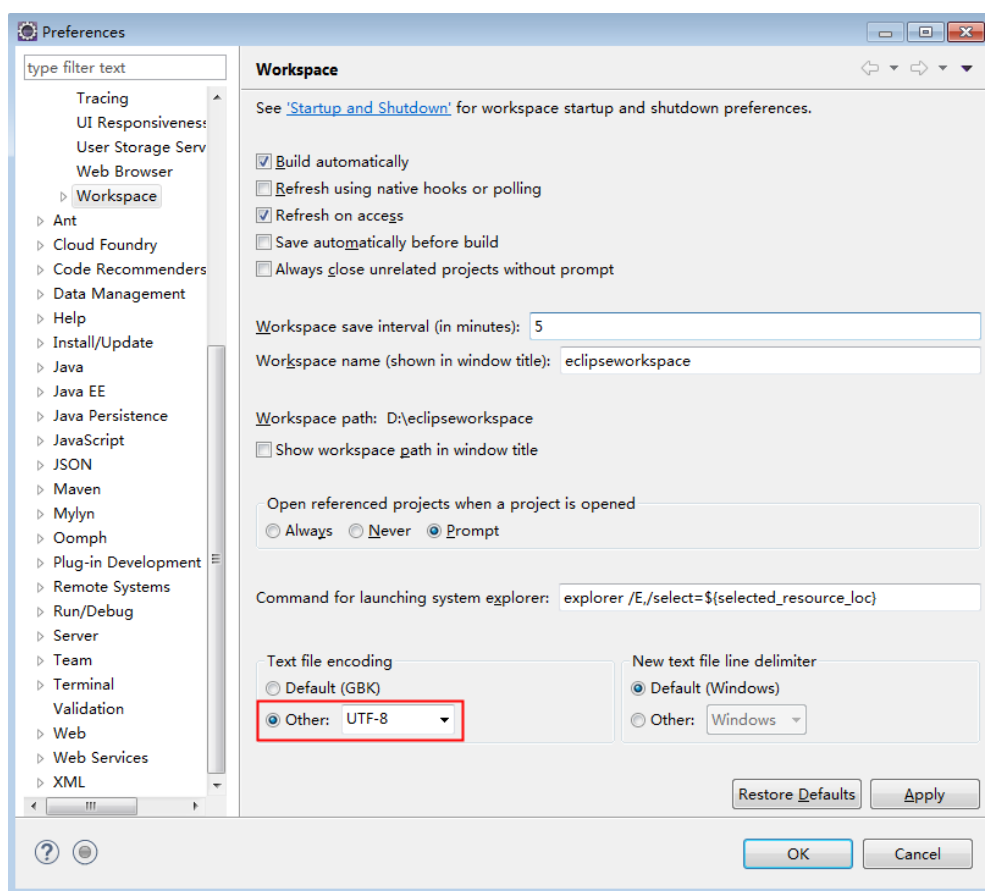 Preferences
type filter text
Tracing
UI Responsiveness
User Storage Serv
Web Browser
Workspace
Ant
Cloud Foundry
Code Recommenders
Data Management
Help
Install/Update
Java
Java EE
Java Persistence
JavaScript
JSON
Maven
Mylyn
Oomph
Plug-in Development
Remote Systems
Run/Debug
Server
Team
Terminal
Validation
Web
Web Services
XML
Workspace
See 'Startup and Shutdown' for workspace startup and shutdown preferences.
Build automatically
Refresh using native hooks or polling
Refresh on access
Save automatically before build
Always close unrelated projects without prompt
Workspace save interval (in minutes): 5
Workspace name (shown in window title): eclipseworkspace
Workspace path: D:\eclipseworkspace
Show workspace path in window title
Open referenced projects when a project is opened
Always Never Prompt
Command for launching system explorer: explorer /E,/select=${selected_resource_loc}
Text file encoding
Default (GBK)
Other: UTF-8
New text file line delimiter
Default (Windows)
Other: Windows
Restore Defaults Apply
OK Cancel